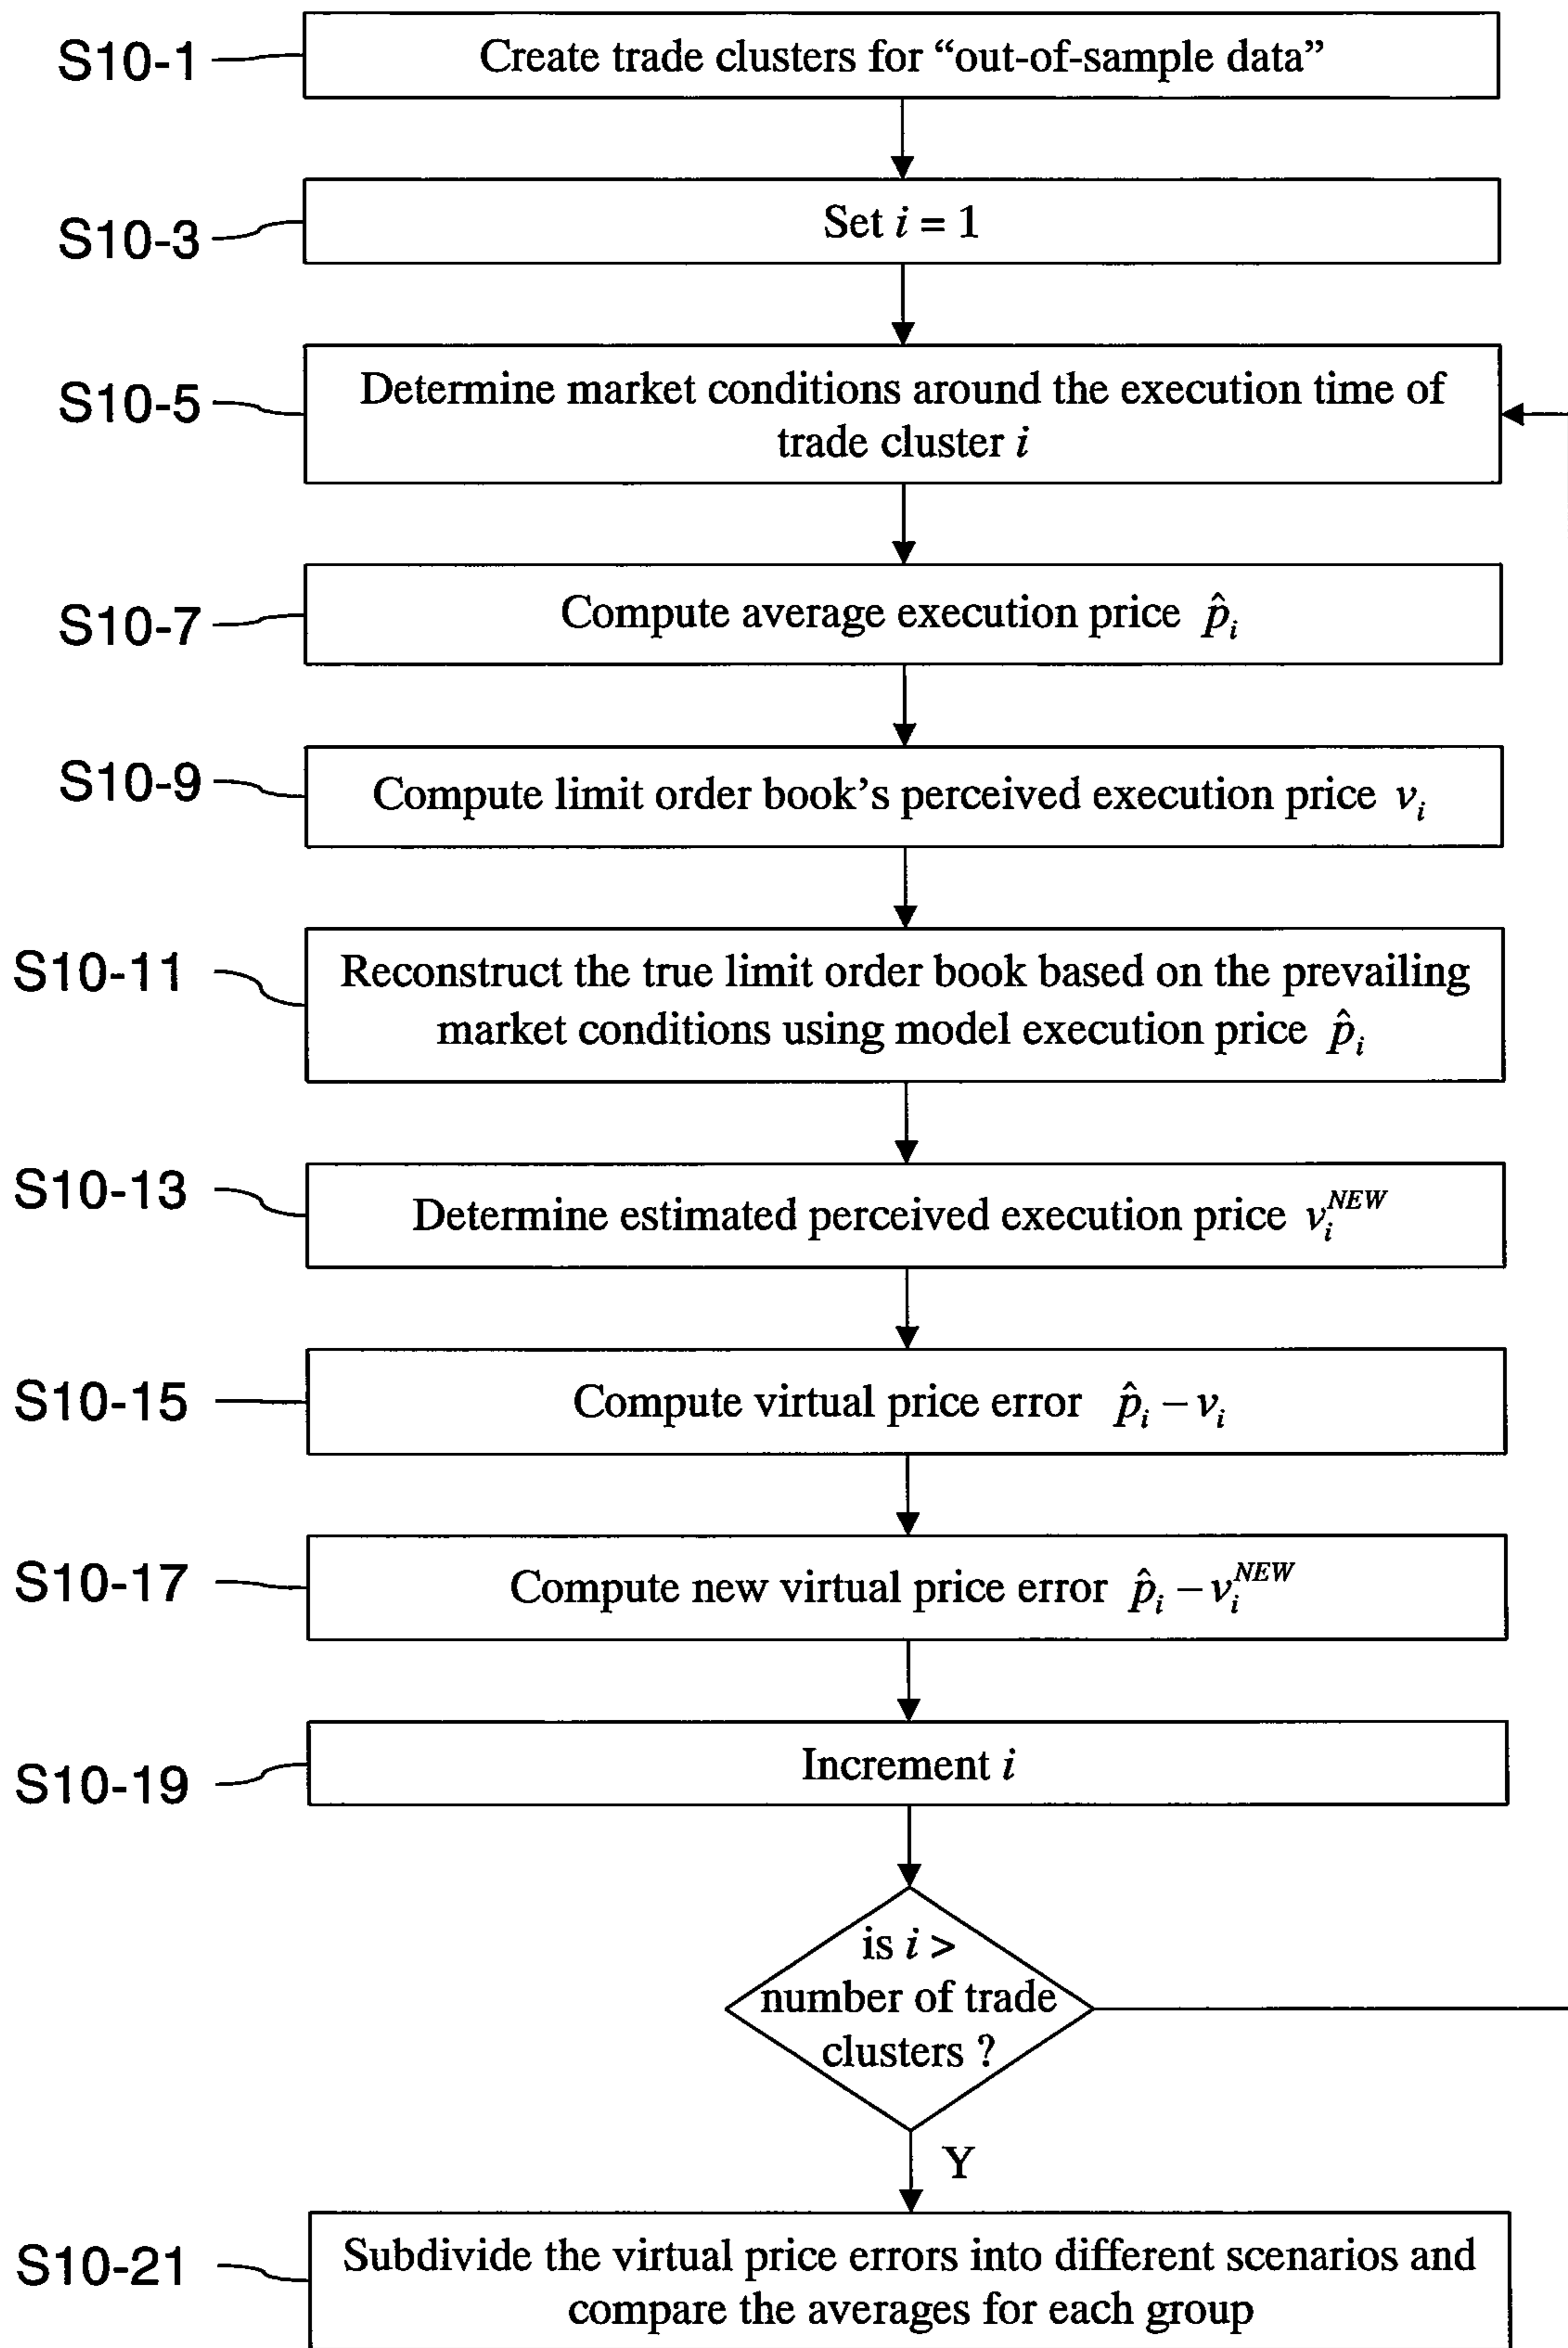 S10-1
Create trade clusters for “out-of-sample data”
S10-3
Set i = 1
S10-5
Determine market conditions around the execution time of
trade cluster i
S10-7
Compute average execution price p̂ᵢ
S10-9
Compute limit order book’s perceived execution price vᵢ
S10-11
Reconstruct the true limit order book based on the prevailing
market conditions using model execution price p̂ᵢ
S10-13
Determine estimated perceived execution price vᵢ^NEW
S10-15
Compute virtual price error p̂ᵢ – vᵢ
S10-17
Compute new virtual price error p̂ᵢ – vᵢ^NEW
S10-19
Increment i
is i >
number of trade
clusters ?
Y
S10-21
Subdivide the virtual price errors into different scenarios and
compare the averages for each group